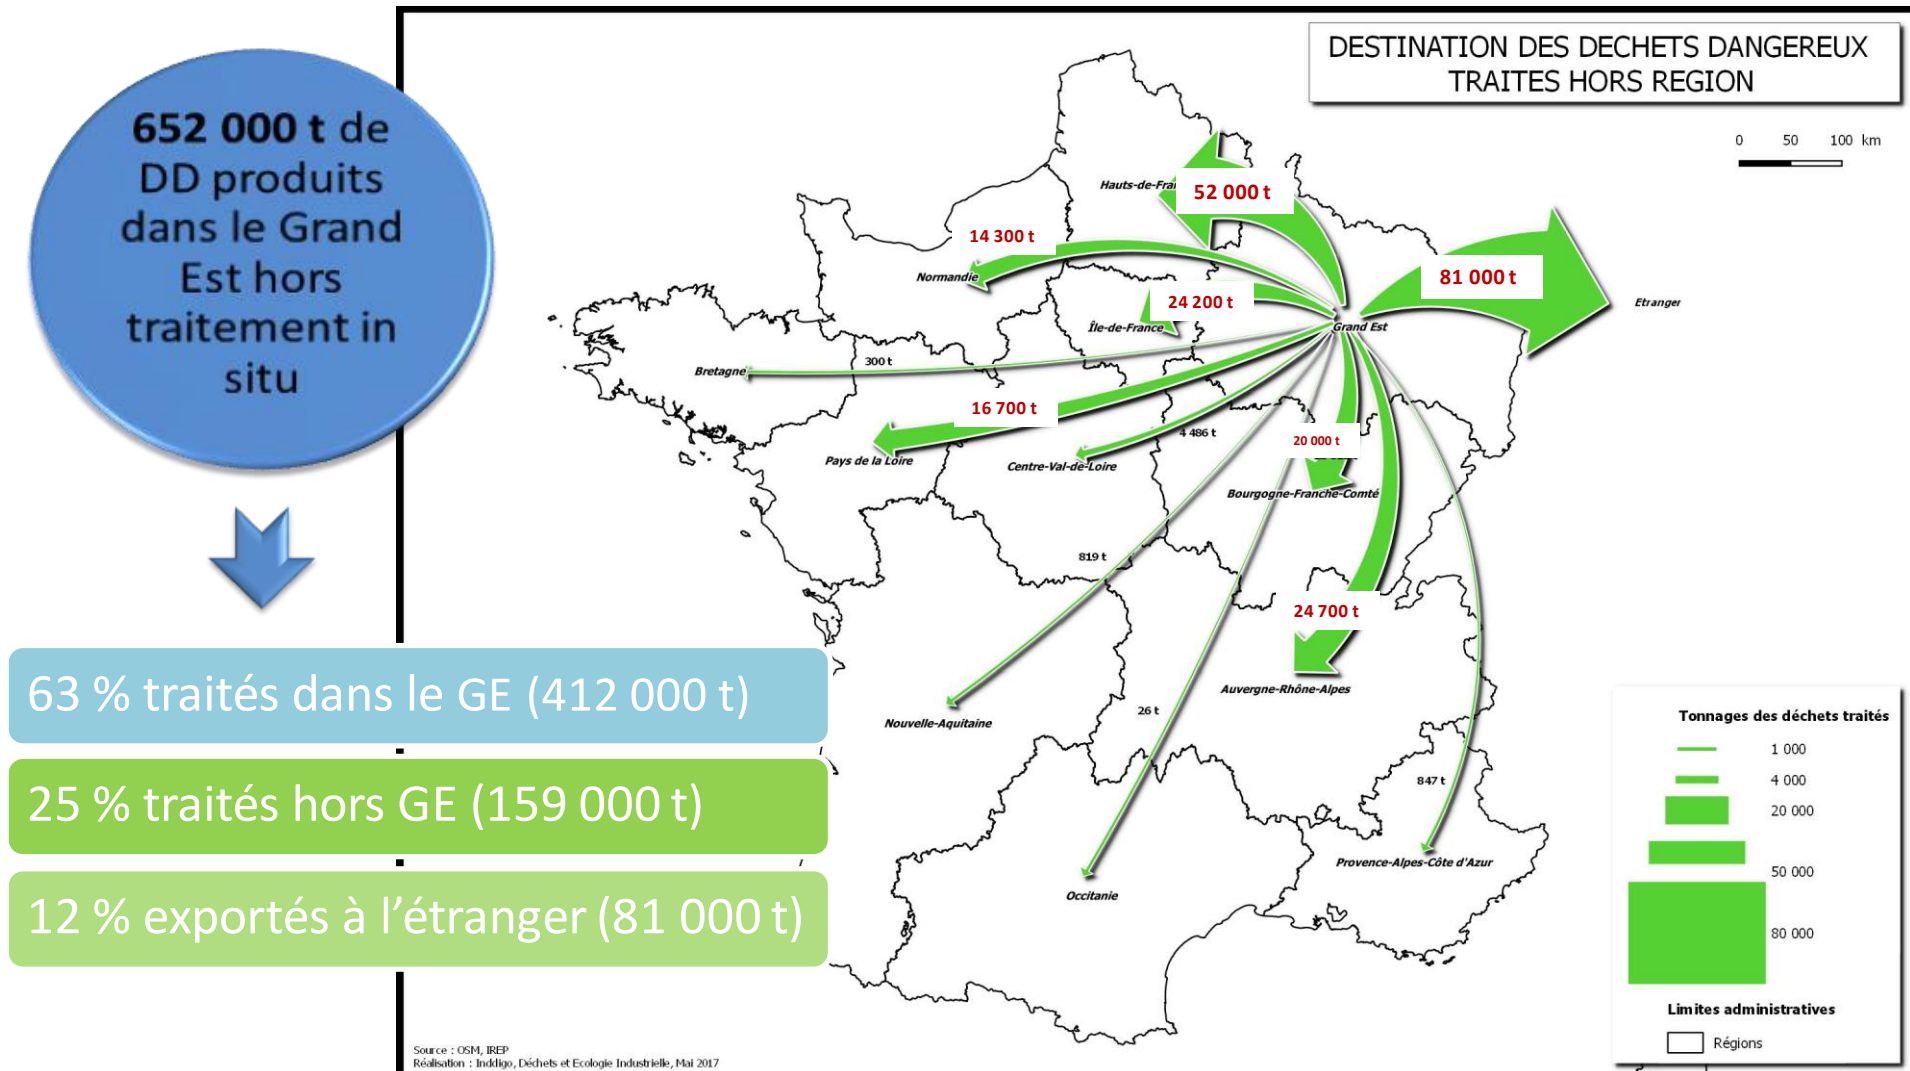 652 000 t de
DD produits
dans le Grand
Est hors
traitement in
situ
63 % traités dans le GE (412 000 t)
25 % traités hors GE (159 000 t)
12 % exportés à l’étranger (81 000 t)
DESTINATION DES DECHETS DANGEREUX
TRAITES HORS REGION
0 50 100 km
Hauts-de-Fra
52 000 t
14 300 t
Normandie
24 200 t
Île-de-France
81 000 t
Etranger
Grand Est
300 t
Bretagne
16 700 t
4 486 t
20 000 t
Pays de la Loire
Centre-Val-de-Loire
Bourgogne-Franche-Comté
819 t
24 700 t
Auvergne-Rhône-Alpes
26 t
Nouvelle-Aquitaine
847 t
Provence-Alpes-Côte d'Azur
Occitanie
Tonnages des déchets traités
1 000
4 000
20 000
50 000
80 000
Limites administratives
Régions
Source : OSM, IREP
Réalisation : Inddigo, Déchets et Ecologie Industrielle, Mai 2017